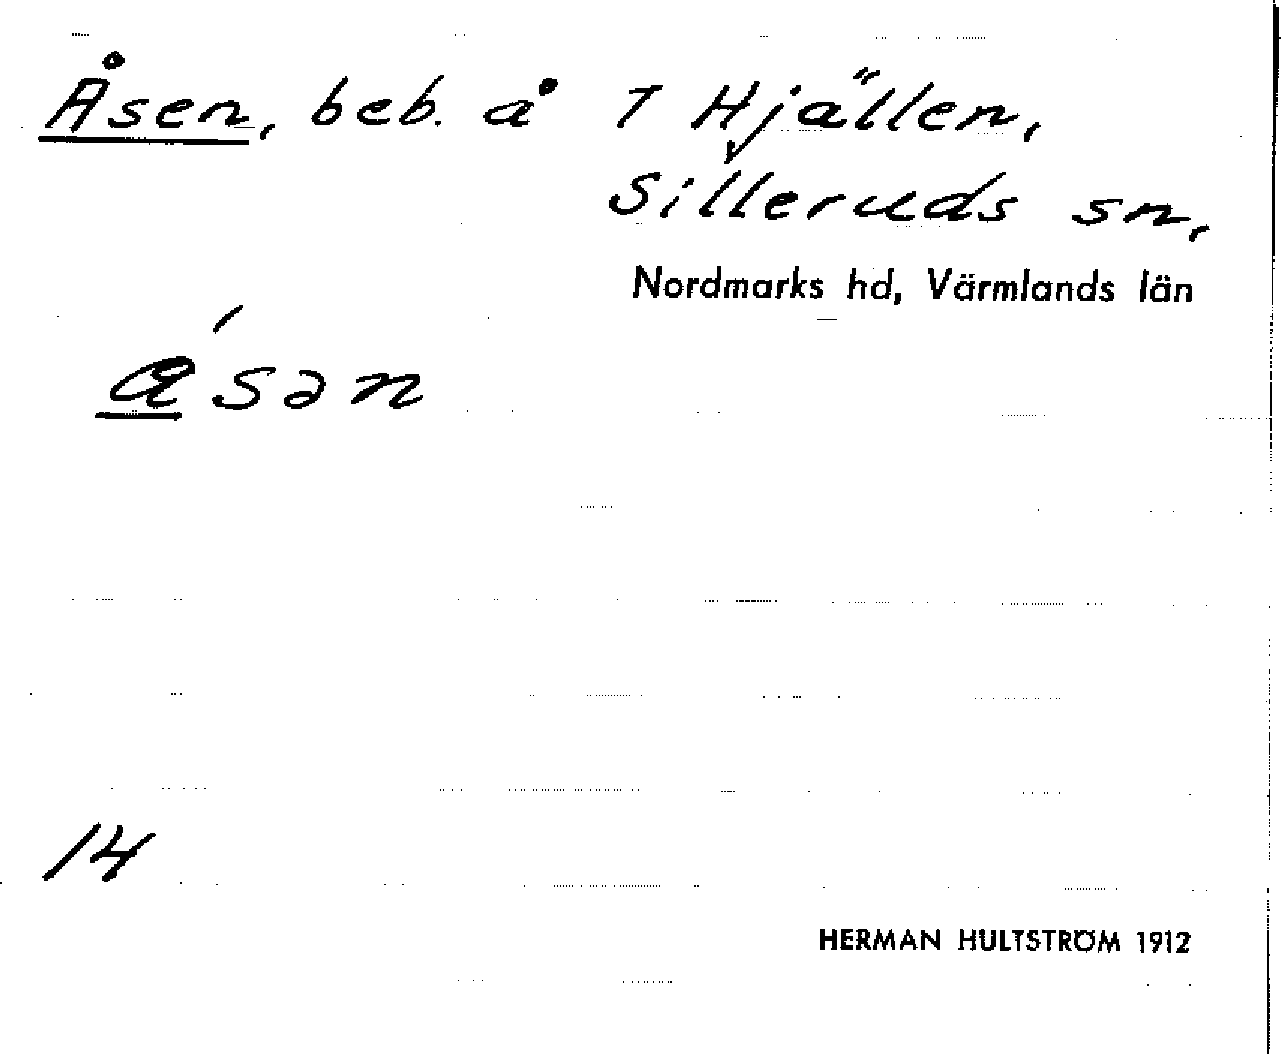 Åsen, beb. å 7 Hjällen,
Silleruds sn,
Nordmarks hd, Värmlands län
a̲'sən
14
HERMAN HULTSTRÖM 1912